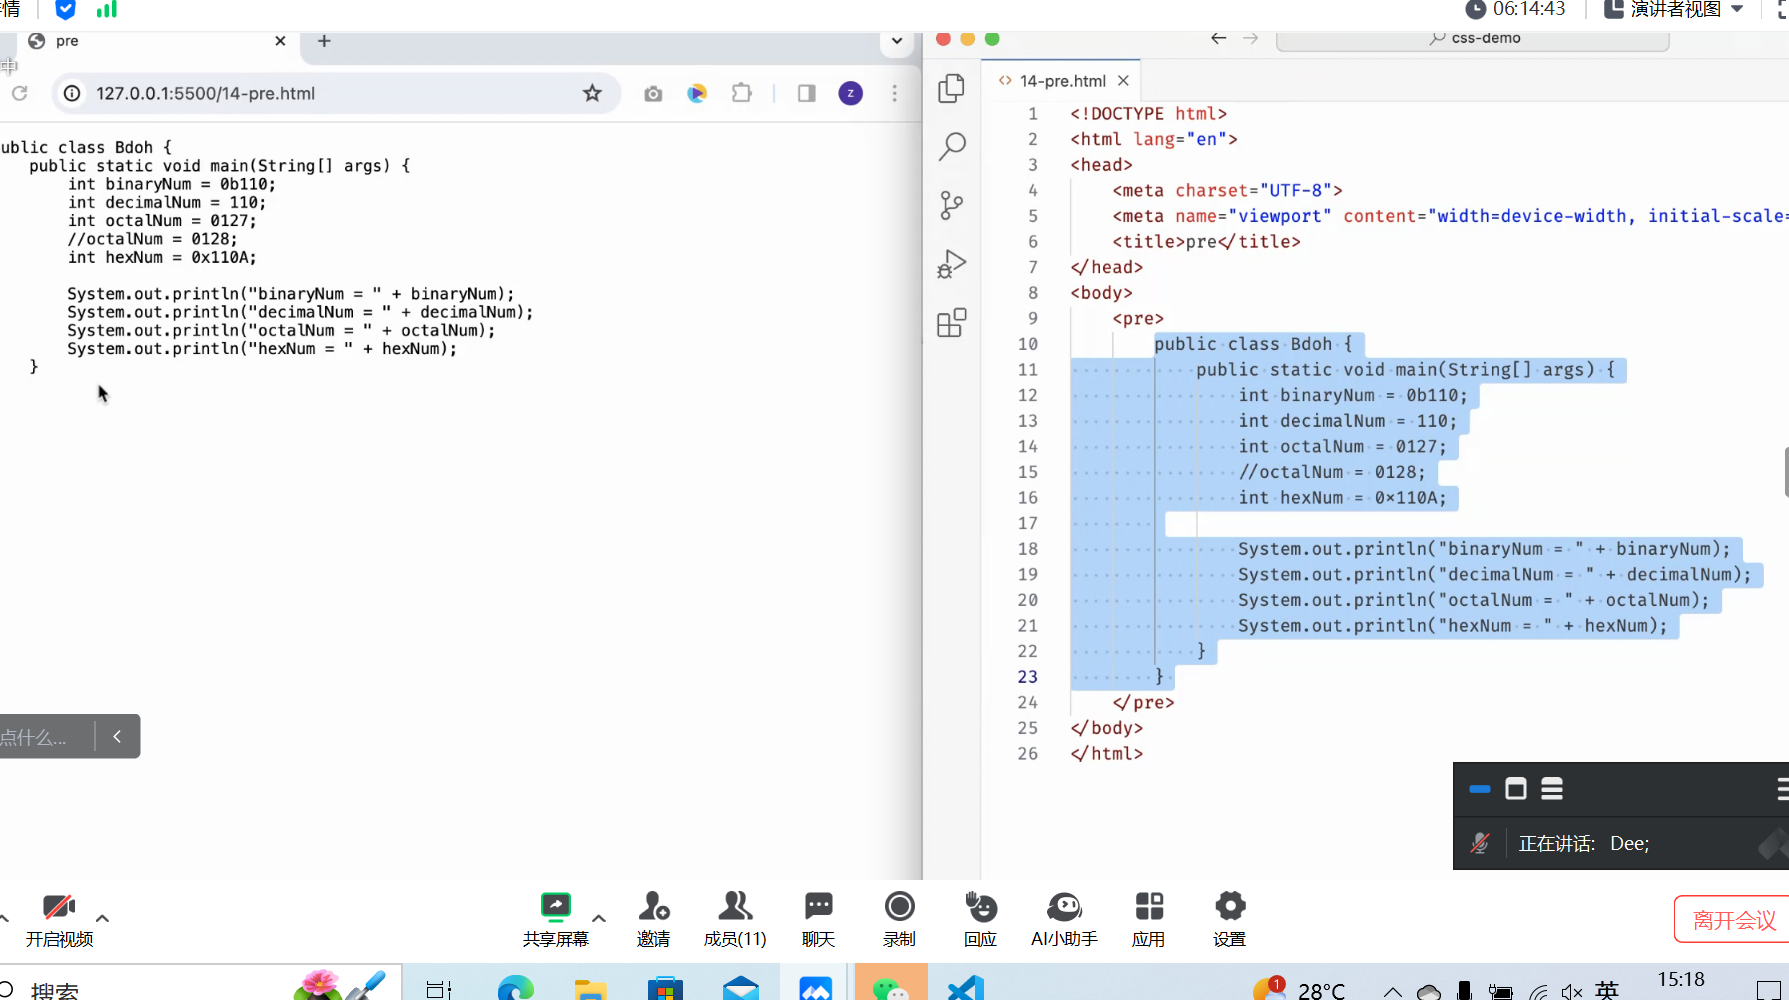 情
06:14:43
演讲者视图
pre
中
127.0.0.1:5500/14-pre.html
z
ublic class Bdoh {
public static void main(String[] args) {
int binaryNum = 0b110;
int decimalNum = 110;
int octalNum = 0127;
//octalNum = 0128;
int hexNum = 0x110A;
System.out.println("binaryNum = " + binaryNum);
System.out.println("decimalNum = " + decimalNum);
System.out.println("octalNum = " + octalNum);
System.out.println("hexNum = " + hexNum);
}
点什么...
css-demo
14-pre.html
1 <!DOCTYPE html>
2 <html lang="en">
3 <head>
4 <meta charset="UTF-8">
5 <meta name="viewport" content="width=device-width, initial-scale=
6 <title>pre</title>
7 </head>
8 <body>
9 <pre>
10 public class Bdoh {
11 public static void main(String[] args) {
12 int binaryNum = 0b110;
13 int decimalNum = 110;
14 int octalNum = 0127;
15 //octalNum = 0128;
16 int hexNum = 0×110A;
17
18 System.out.println("binaryNum = " + binaryNum);
19 System.out.println("decimalNum = " + decimalNum);
20 System.out.println("octalNum = " + octalNum);
21 System.out.println("hexNum = " + hexNum);
22 }
23 }
24 </pre>
25 </body>
26 </html>
正在讲话: Dee;
开启视频
共享屏幕
邀请
成员(11)
聊天
录制
回应
AI小助手
应用
设置
离开会议
搜索
1
28°C
英
15:18